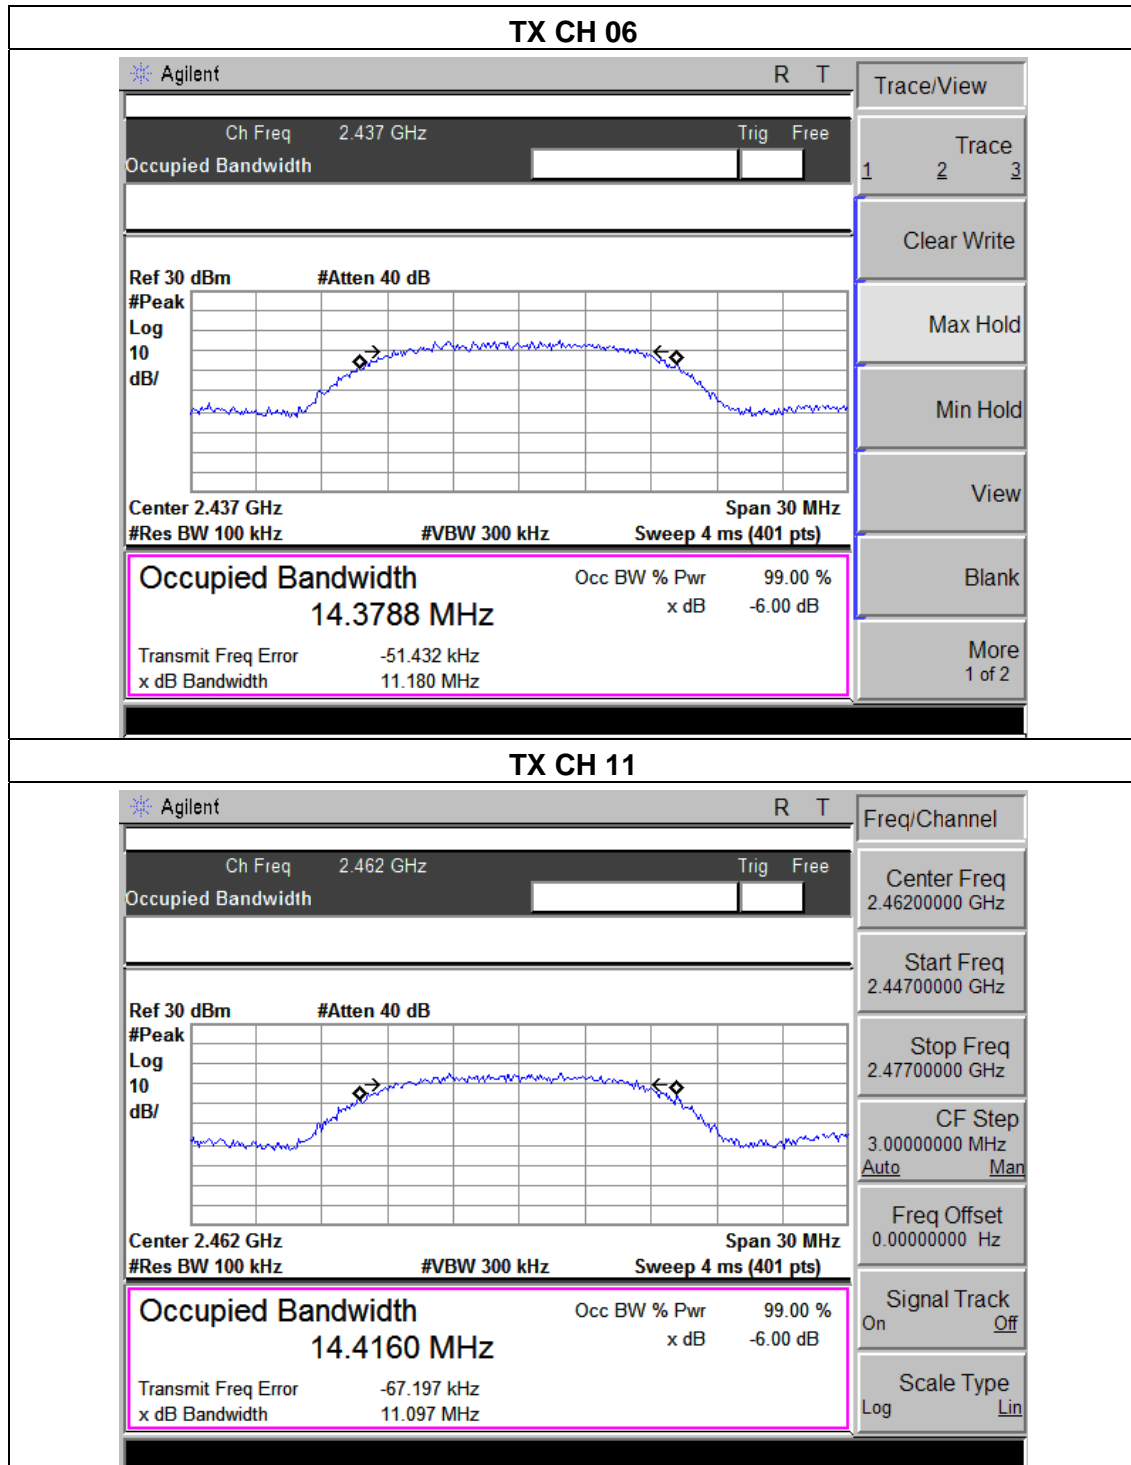 TX CH 06
Agilent R T
Trace/View
Ch Freq 2.437 GHz Trig Free
Occupied Bandwidth
Trace
1 2 3
Clear Write
Ref 30 dBm #Atten 40 dB
#Peak
Log
10
dB/
Max Hold
Min Hold
View
Center 2.437 GHz Span 30 MHz
#Res BW 100 kHz #VBW 300 kHz Sweep 4 ms (401 pts)
Occupied Bandwidth Occ BW % Pwr 99.00 %
14.3788 MHz x dB -6.00 dB
Blank
Transmit Freq Error -51.432 kHz
x dB Bandwidth 11.180 MHz
More
1 of 2
TX CH 11
Agilent R T
Freq/Channel
Ch Freq 2.462 GHz Trig Free
Occupied Bandwidth
Center Freq
2.46200000 GHz
Start Freq
2.44700000 GHz
Ref 30 dBm #Atten 40 dB
#Peak
Log
10
dB/
Stop Freq
2.47700000 GHz
CF Step
3.00000000 MHz
Auto Man
Freq Offset
0.00000000 Hz
Center 2.462 GHz Span 30 MHz
#Res BW 100 kHz #VBW 300 kHz Sweep 4 ms (401 pts)
Occupied Bandwidth Occ BW % Pwr 99.00 %
14.4160 MHz x dB -6.00 dB
Signal Track
On Off
Transmit Freq Error -67.197 kHz
x dB Bandwidth 11.097 MHz
Scale Type
Log Lin